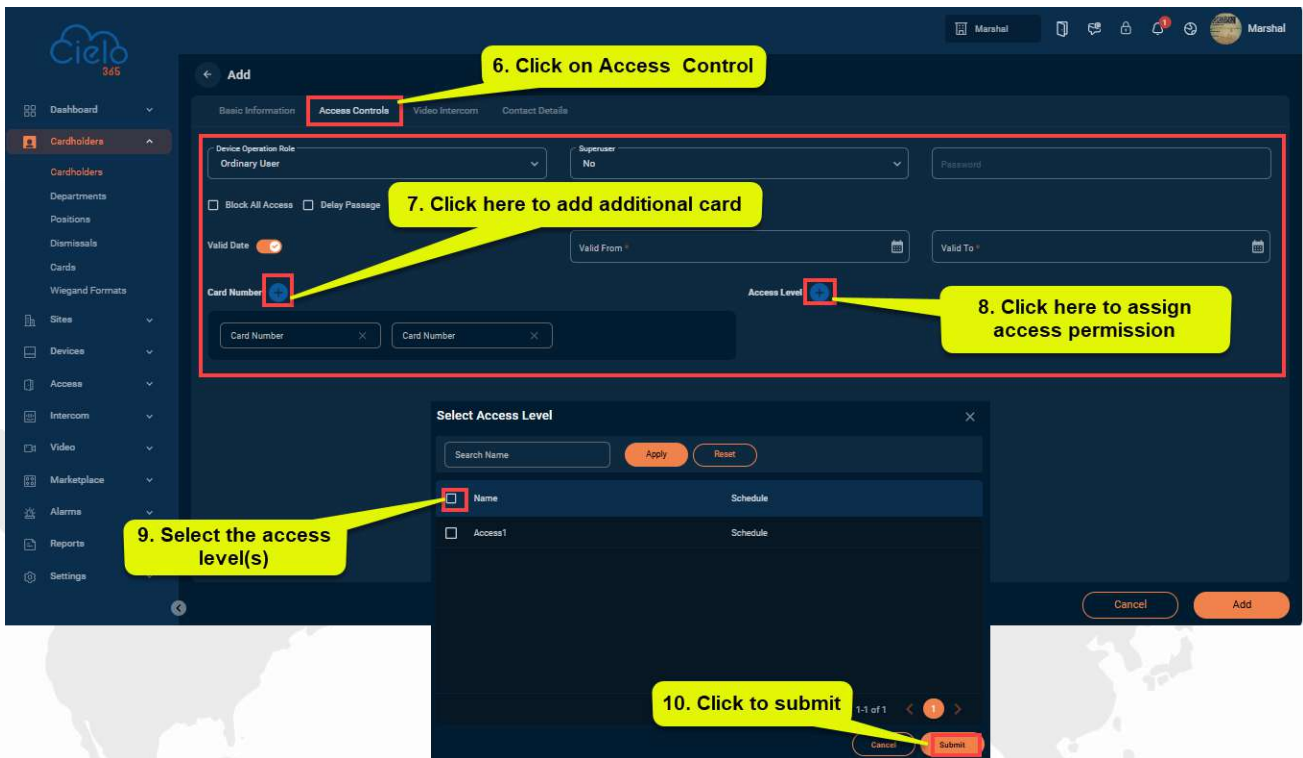 Cielo
365
Marshal
1
Marshal
6. Click on Access Control
Add
Basic Information
Access Controls
Video Intercom
Contact Details
Dashboard
Cardholders
Cardholders
Departments
Positions
Dismissals
Cards
Wiegand Formats
Sites
Devices
Access
Intercom
Video
Marketplace
Alarms
Reports
Settings
Device Operation Role
Ordinary User
Superuser
No
Password
Block All Access
Delay Passage
7. Click here to add additional card
Valid Date
Valid From *
Valid To *
Card Number
Access Level
8. Click here to assign
access permission
Card Number
Card Number
Select Access Level
Search Name
Apply
Reset
Name
Schedule
Access1
Schedule
9. Select the access
level(s)
Cancel
Add
10. Click to submit
1-1 of 1
1
Cancel
Submit